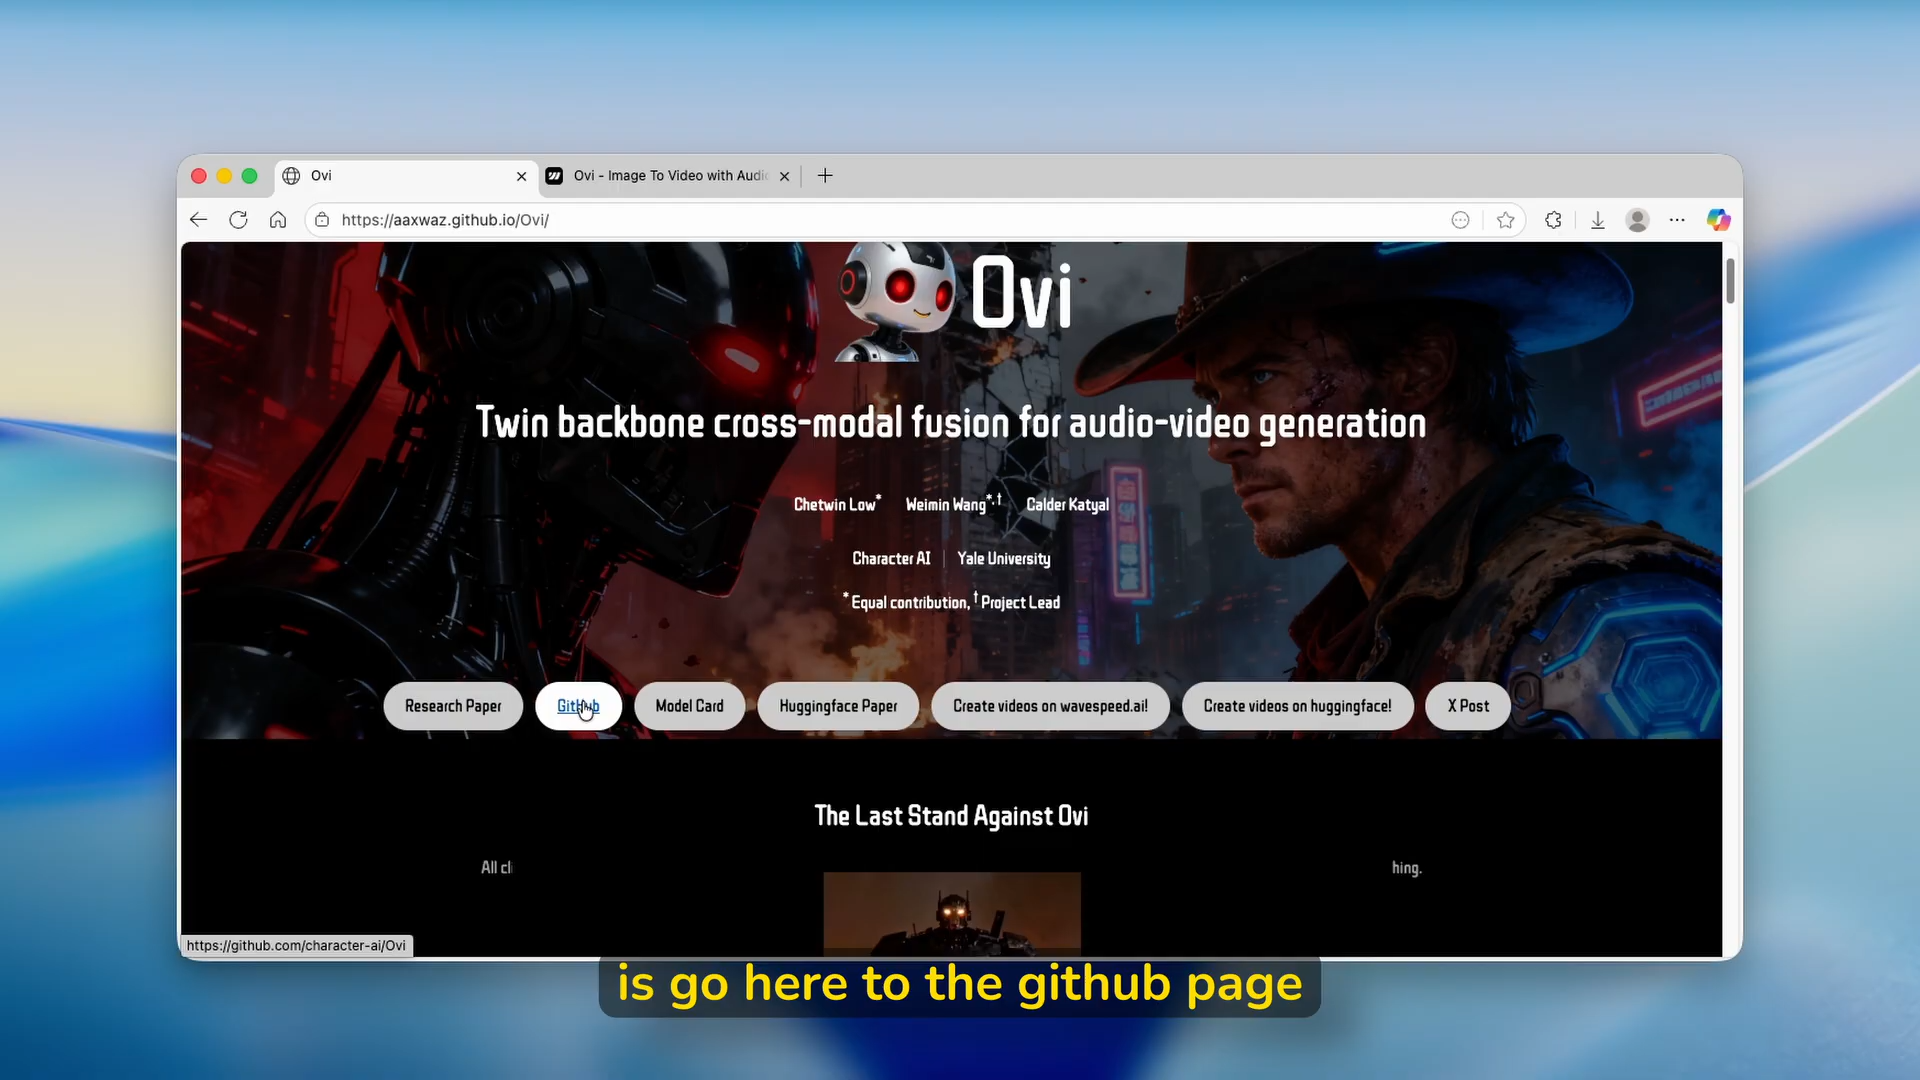 Ovi
Ovi - Image To Video with Audio
https://aaxwaz.github.io/Ovi/
Ovi
Twin backbone cross-modal fusion for audio-video generation
Chetwin Low* Weimin Wang*,† Calder Katyal
Character AI | Yale University
* Equal contribution, † Project Lead
Research Paper GitHub Model Card Huggingface Paper Create videos on wavespeed.ai! Create videos on huggingface! X Post
The Last Stand Against Ovi
All cl
hing.
https://github.com/character-ai/Ovi
is go here to the github page